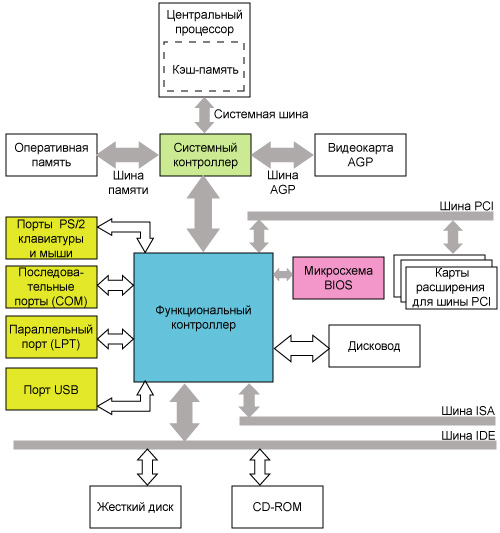 Центральный
процессор
Кэш-память
Системная шина
Оперативная
память
Шина
памяти
Системный
контроллер
Шина
AGP
Видеокарта
AGP
Шина PCI
Порты PS/2
клавиатуры
и мыши
Последова-
тельные
порты (COM)
Параллельный
порт (LPT)
Порт USB
Функциональный
контроллер
Микросхема
BIOS
Карты
расширения
для шины PCI
Дисковод
Шина ISA
Шина IDE
Жесткий диск
CD-ROM